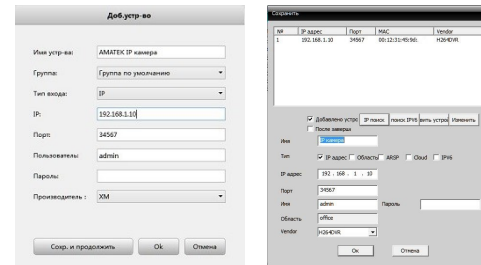 Доб.устр-во
Имя устр-ва: AMATEK IP камера
Группа: Группа по умолчанию
Тип входа: IP
IP: 192.168.1.10
Порт: 34567
Пользователь: admin
Пароль:
Производитель : XM
Сохр. и продолжить Ok Отмена
Сохранить
№ IP адрес Порт MAC Vendor
1 192.168.1.10 34567 00:12:31:45:9d: H264DVR
Добавлено устрс IP поиск поиск IPV6 вить устро Изменить
После заверш
Имя IP камера
Тип IP адрес Область ARSP Cloud IPV6
IP адрес 192 . 168 . 1 . 10
Порт 34567
Имя admin Пароль
Область office
Vendor H264DVR
Ок Отмена